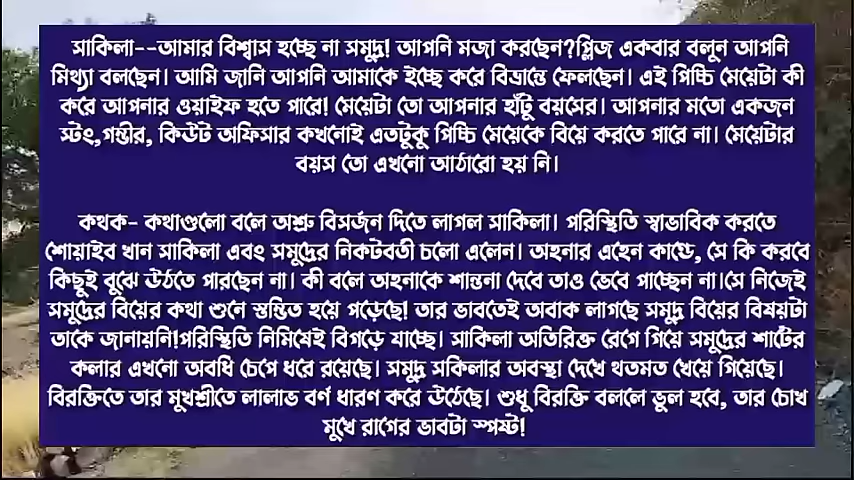 সাকিলা--আমার বিশ্বাস হচ্ছে না সমুদ্র! আপনি মজা করছেন?প্লিজ একবার বলুন আপনি
মিথ্যা বলছেন। আমি জানি আপনি আমাকে ইচ্ছে করে বিভ্রান্তে ফেলছেন। এই পিচ্চি মেয়েটা কী
করে আপনার ওয়াইফ হতে পারে! মেয়েটা তো আপনার হাঁটু বয়সের। আপনার মতো একজন
স্টং,গম্ভীর, কিউট অফিসার কখনোই এতটুকু পিচ্চি মেয়েকে বিয়ে করতে পারে না। মেয়েটার
বয়স তো এখনো আঠারো হয় নি।
কথক- কথাগুলো বলে অশ্রু বিসর্জন দিতে লাগল সাকিলা। পরিস্থিতি স্বাভাবিক করতে
শোয়াইব খান সাকিলা এবং সমুদ্রের নিকটবর্তী চলো এলেন। অহনার এহেন কান্ডে, সে কি করবে
কিছুই বুঝে উঠতে পারছেন না। কী বলে অহনাকে শান্তনা দেবে তাও ভেবে পাচ্ছেন না।সে নিজেই
সমুদ্রের বিয়ের কথা শুনে স্তম্ভিত হয়ে পড়েছে! তার ভাবতেই অবাক লাগছে সমুদ্র বিয়ের বিষয়টা
তাকে জানায়নি!পরিস্থিতি নিমিষেই বিগড়ে যাচ্ছে। সাকিলা অতিরিক্ত রেগে গিয়ে সমুদ্রের শার্টের
কলার এখনো অবধি চেপে ধরে রয়েছে। সমুদ্র সকিলার অবস্থা দেখে থতমত খেয়ে গিয়েছে।
বিরক্তিতে তার মুখশ্রীতে লালাভ বর্ণ ধারণ করে উঠেছে। শুধু বিরক্তি বললে ভুল হবে, তার চোখ
মুখে রাগের ভাবটা স্পষ্ট!